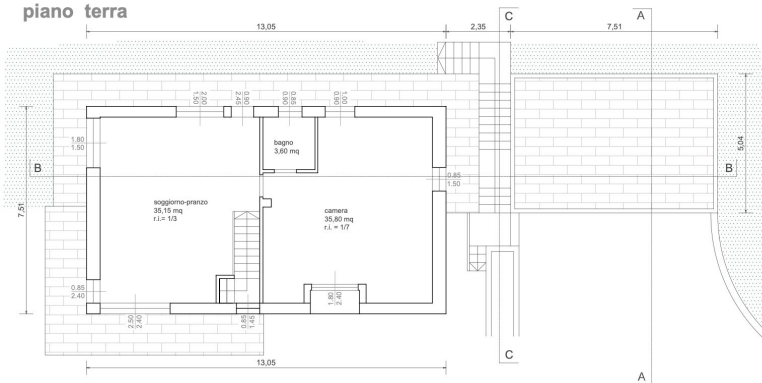 piano terra
13,05
2,35
7,51
C
A
2.00
1.50
0.90
2.45
0.85
0.90
1.00
0.90
1.80
1.50
bagno
3,60 mq
5,04
B
B
0.85
1.50
7,51
soggiorno-pranzo
35,15 mq
r.i.= 1/3
camera
35,80 mq
r.i. = 1/7
0.85
2.40
1.80
2.40
2.50
2.40
0.85
1.45
13,05
C
A